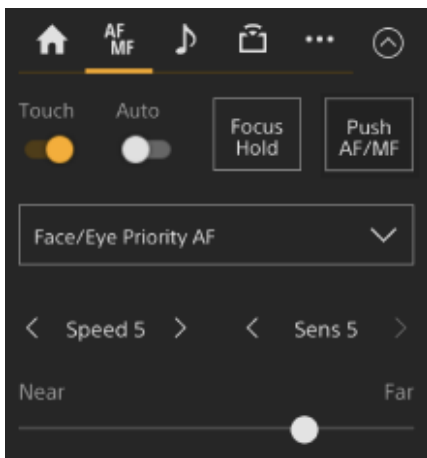 AF
MF
Touch
Auto
Focus
Hold
Push
AF/MF
Face/Eye Priority AF
Speed 5
Sens 5
Near
Far